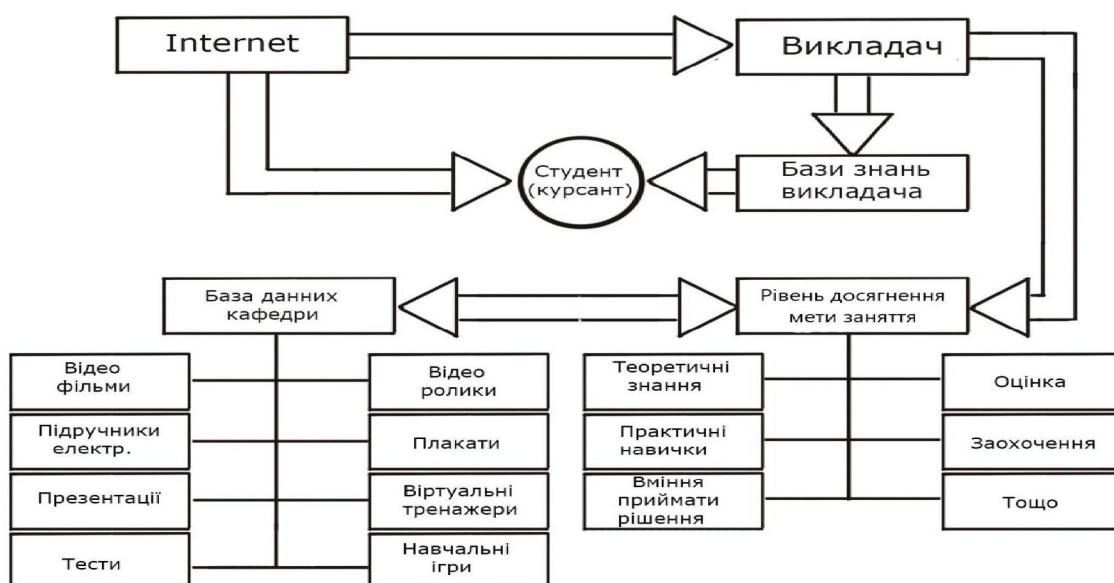 Internet
Викладач
Студент
(курсант)
Бази знань
викладача
База данних
кафедри
Рівень досягнення
мети заняття
Відео
фільми
Відео
ролики
Підручники
електр.
Плакати
Презентації
Віртуальні
тренажери
Тести
Навчальні
ігри
Теоретичні
знання
Оцінка
Практичні
навички
Заохочення
Вміння
приймати
рішення
Тощо